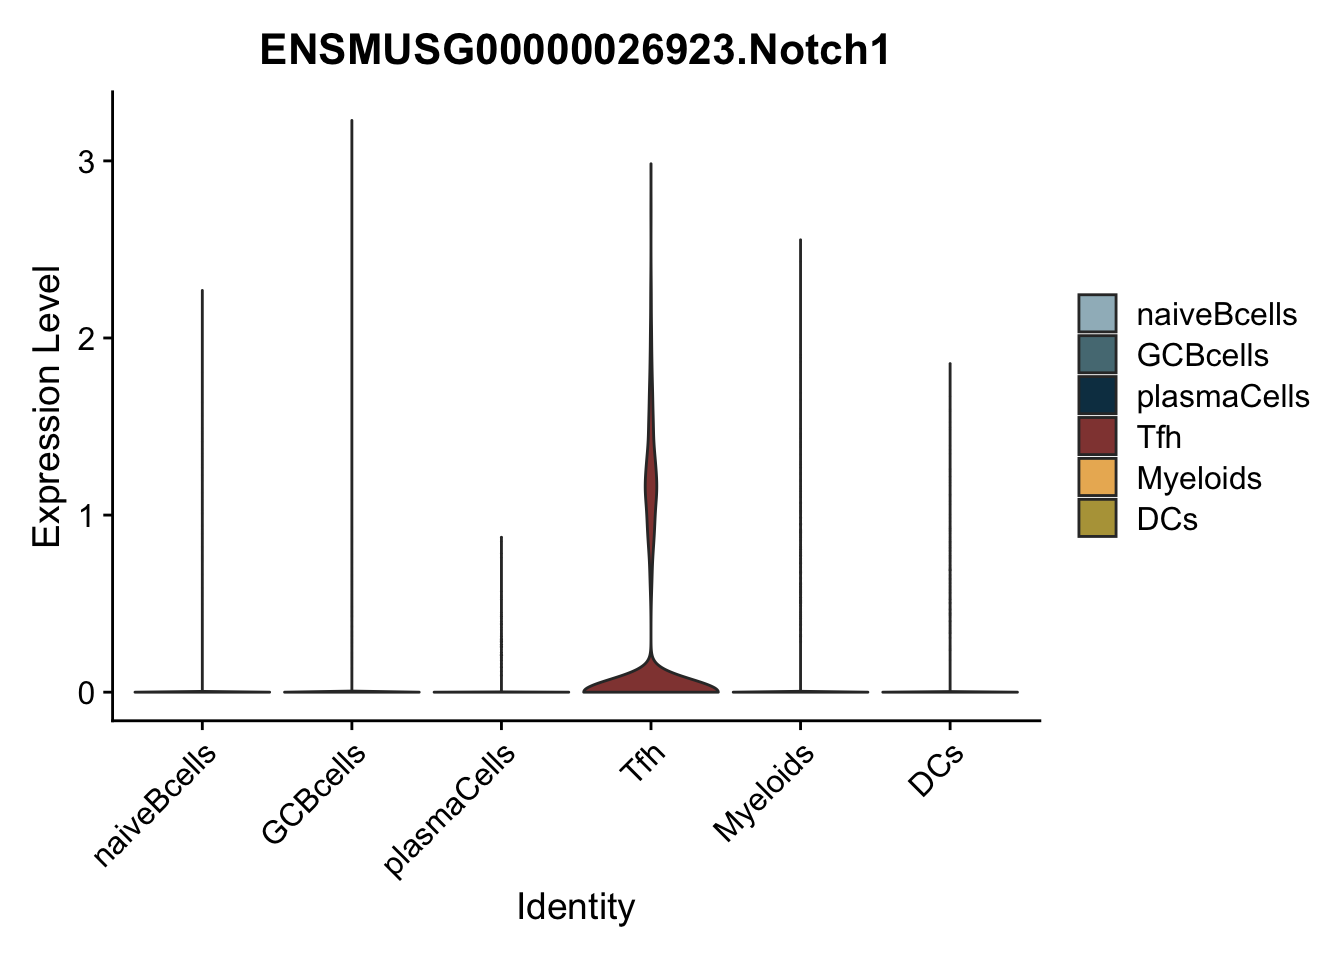 ENSMUSG00000026923.Notch1
Expression Level
3
2
1
0
naiveBcells
GCBcells
plasmaCells
Tfh
Myeloids
DCs
Identity
naiveBcells
GCBcells
plasmaCells
Tfh
Myeloids
DCs